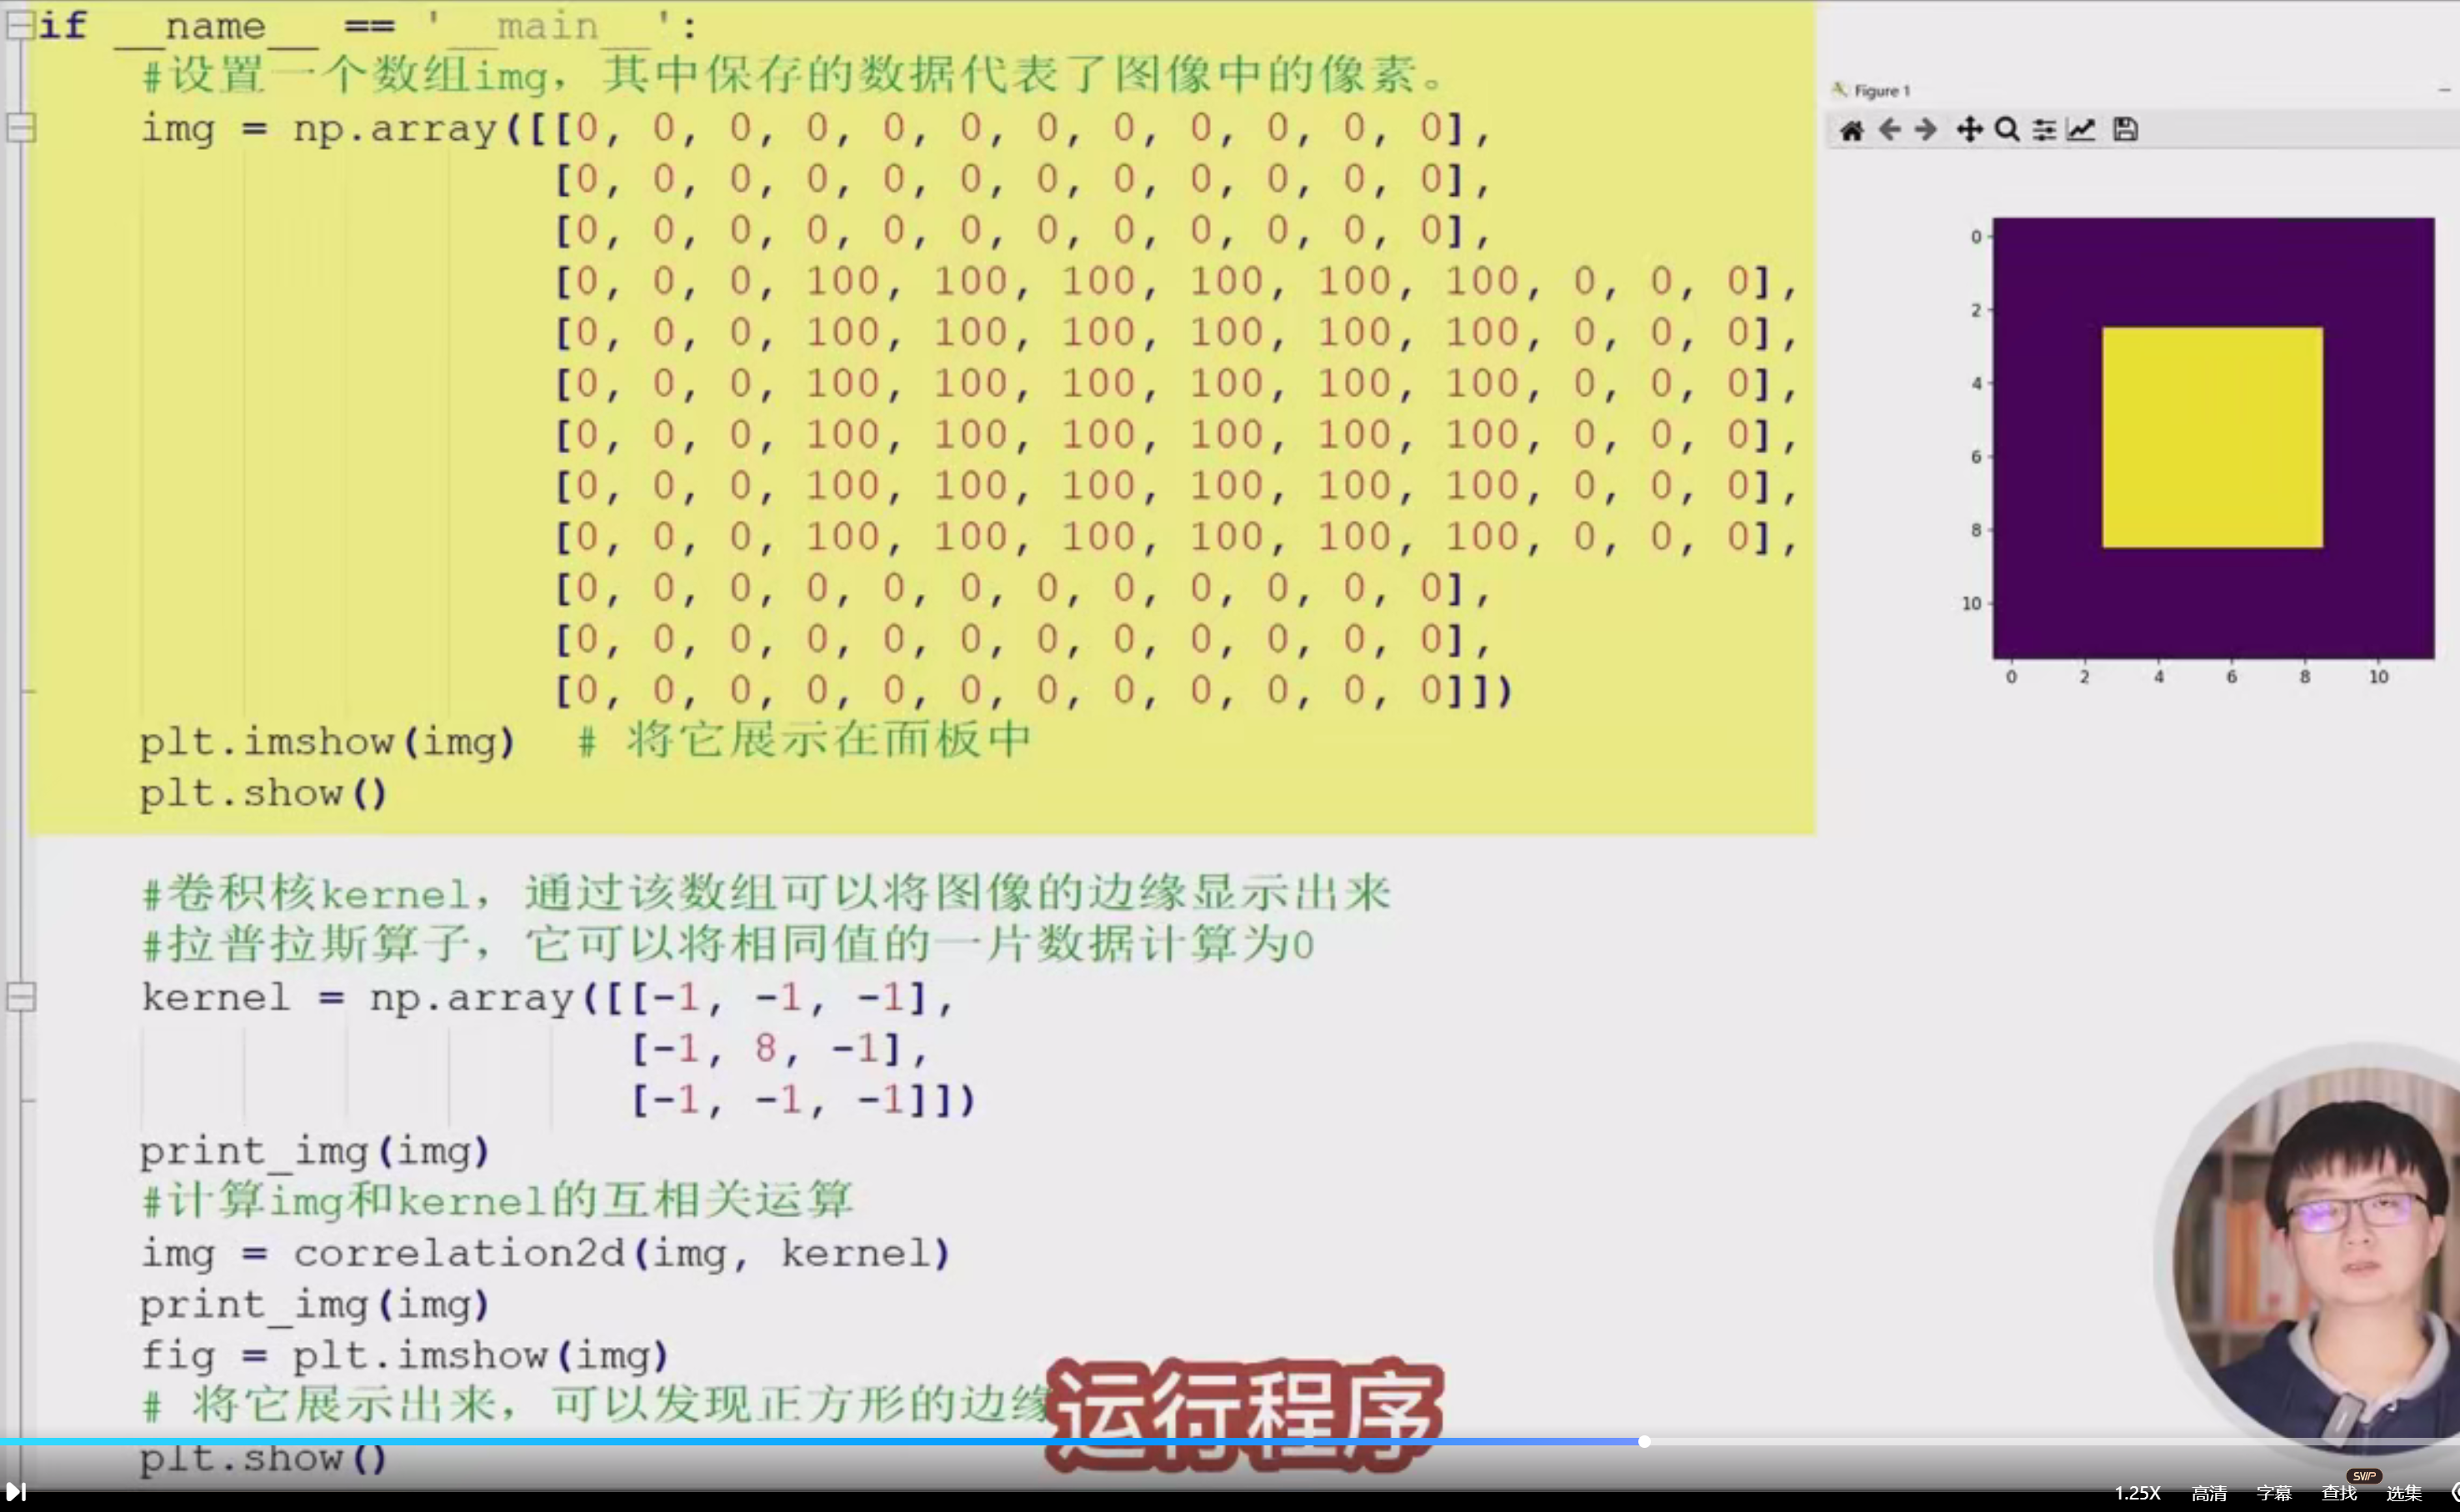 if __name__ == '__main__':
#设置一个数组img，其中保存的数据代表了图像中的像素。
img = np.array([[0, 0, 0, 0, 0, 0, 0, 0, 0, 0, 0, 0],
[0, 0, 0, 0, 0, 0, 0, 0, 0, 0, 0, 0],
[0, 0, 0, 0, 0, 0, 0, 0, 0, 0, 0, 0],
[0, 0, 0, 100, 100, 100, 100, 100, 100, 0, 0, 0],
[0, 0, 0, 100, 100, 100, 100, 100, 100, 0, 0, 0],
[0, 0, 0, 100, 100, 100, 100, 100, 100, 0, 0, 0],
[0, 0, 0, 100, 100, 100, 100, 100, 100, 0, 0, 0],
[0, 0, 0, 100, 100, 100, 100, 100, 100, 0, 0, 0],
[0, 0, 0, 100, 100, 100, 100, 100, 100, 0, 0, 0],
[0, 0, 0, 0, 0, 0, 0, 0, 0, 0, 0, 0],
[0, 0, 0, 0, 0, 0, 0, 0, 0, 0, 0, 0],
[0, 0, 0, 0, 0, 0, 0, 0, 0, 0, 0, 0]])
plt.imshow(img) # 将它展示在面板中
plt.show()
#卷积核kernel，通过该数组可以将图像的边缘显示出来
#拉普拉斯算子，它可以将相同值的一片数据计算为0
kernel = np.array([[-1, -1, -1],
[-1, 8, -1],
[-1, -1, -1]])
print_img(img)
#计算img和kernel的互相关运算
img = correlation2d(img, kernel)
print_img(img)
fig = plt.imshow(img)
# 将它展示出来，可以发现正方形的边缘
plt.show()
Figure 1
0
2
4
6
8
10
0 2 4 6 8 10
运行程序
SVIP
1.25X 高清 字幕 查找 选集